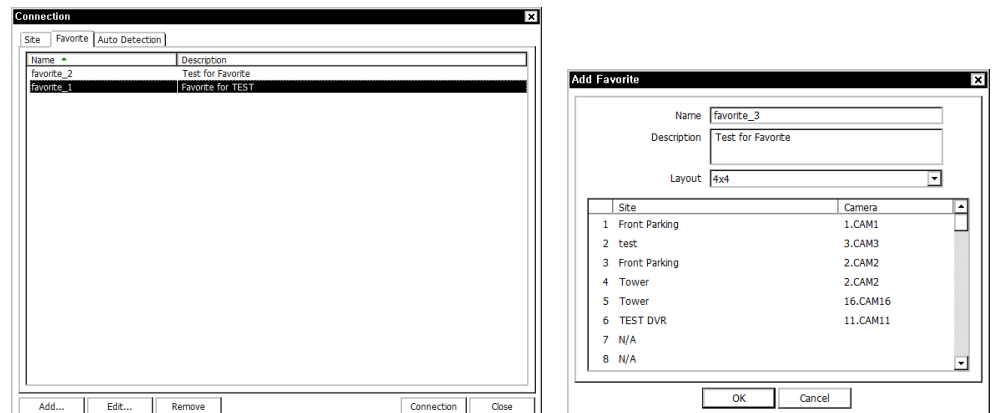 Connection
Site Favorite Auto Detection
Name Description
favorite_2 Test for Favorite
favorite_1 Favorite for TEST
Add... Edit... Remove Connection Close
Add Favorite
Name favorite_3
Description Test for Favorite
Layout 4x4
Site Camera
1 Front Parking 1.CAM1
2 test 3.CAM3
3 Front Parking 2.CAM2
4 Tower 2.CAM2
5 Tower 16.CAM16
6 TEST DVR 11.CAM11
7 N/A
8 N/A
OK Cancel